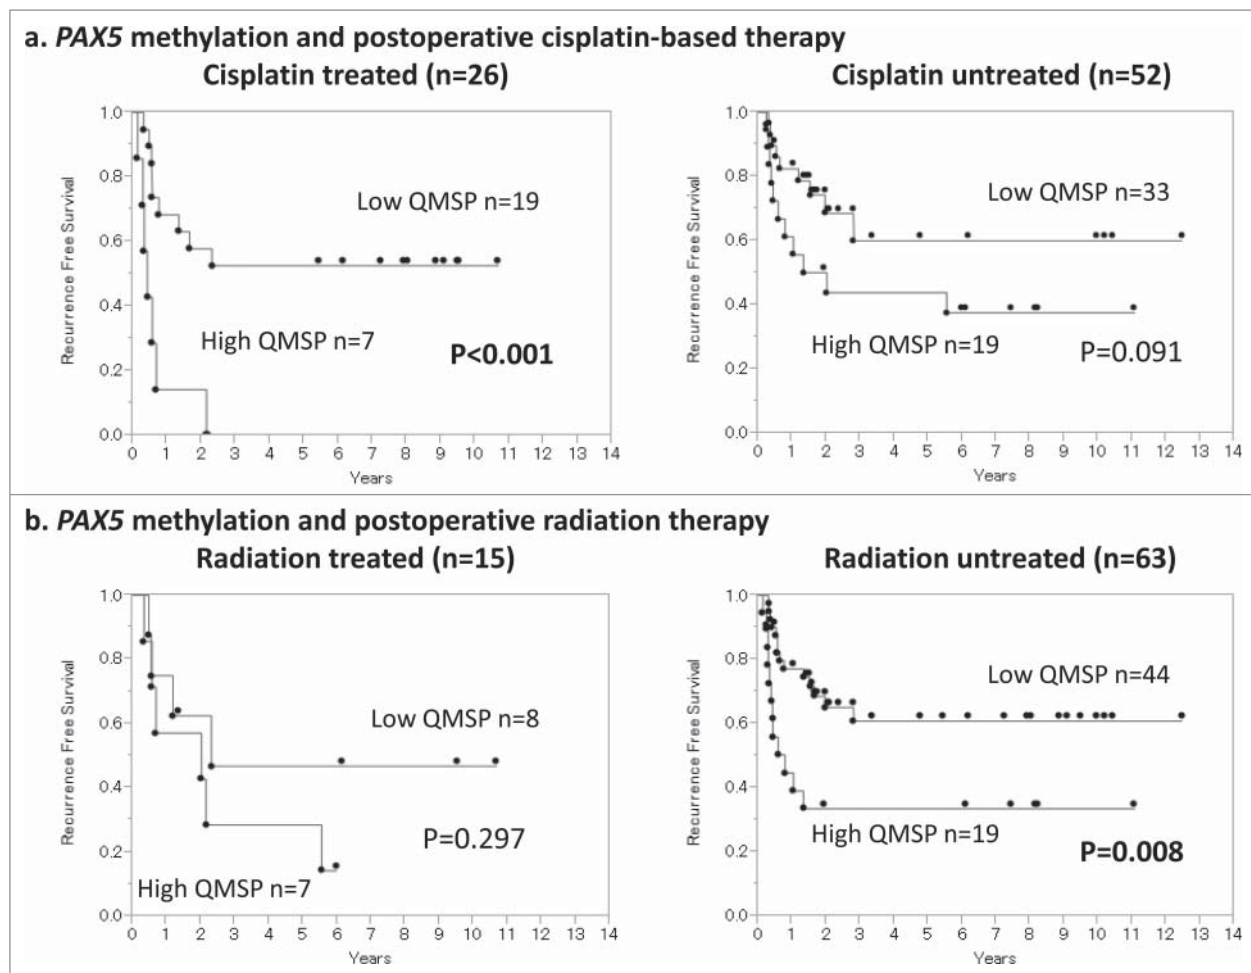 a. PAX5 methylation and postoperative cisplatin-based therapy
Cisplatin treated (n=26)
Recurrence Free Survival
1.0
0.8
0.6
0.4
0.2
0.0
Low QMSP n=19
High QMSP n=7
P<0.001
0 1 2 3 4 5 6 7 8 9 10 11 12 13 14
Years
Cisplatin untreated (n=52)
Recurrence Free Survival
1.0
0.8
0.6
0.4
0.2
0.0
Low QMSP n=33
High QMSP n=19
P=0.091
0 1 2 3 4 5 6 7 8 9 10 11 12 13 14
Years
b. PAX5 methylation and postoperative radiation therapy
Radiation treated (n=15)
Recurrence Free Survival
1.0
0.8
0.6
0.4
0.2
0.0
Low QMSP n=8
P=0.297
High QMSP n=7
0 1 2 3 4 5 6 7 8 9 10 11 12 13 14
Years
Radiation untreated (n=63)
Recurrence Free Survival
1.0
0.8
0.6
0.4
0.2
0.0
Low QMSP n=44
High QMSP n=19
P=0.008
0 1 2 3 4 5 6 7 8 9 10 11 12 13 14
Years